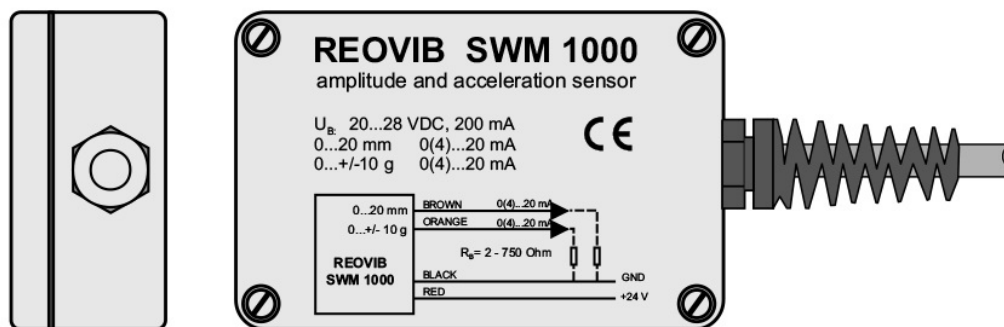 REOVIB SWM 1000
amplitude and acceleration sensor
UB: 20...28 VDC, 200 mA
0...20 mm 0(4)...20 mA
0...+/-10 g 0(4)...20 mA
CE
0...20 mm BROWN 0(4)...20 mA
0...+/- 10 g ORANGE 0(4)...20 mA
RB= 2 - 750 Ohm
REOVIB
SWM 1000
BLACK GND
RED +24 V